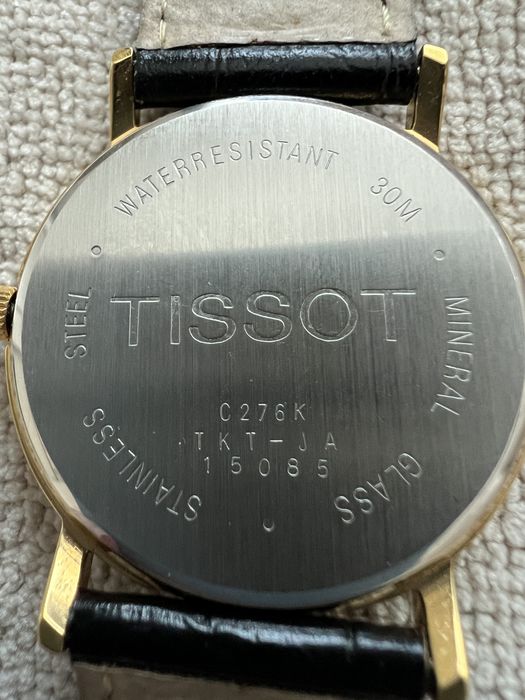 WATERRESISTANT 30M
TISSOT
C276K
TKT-JA
15085
STAINLESS STEEL
MINERAL GLASS